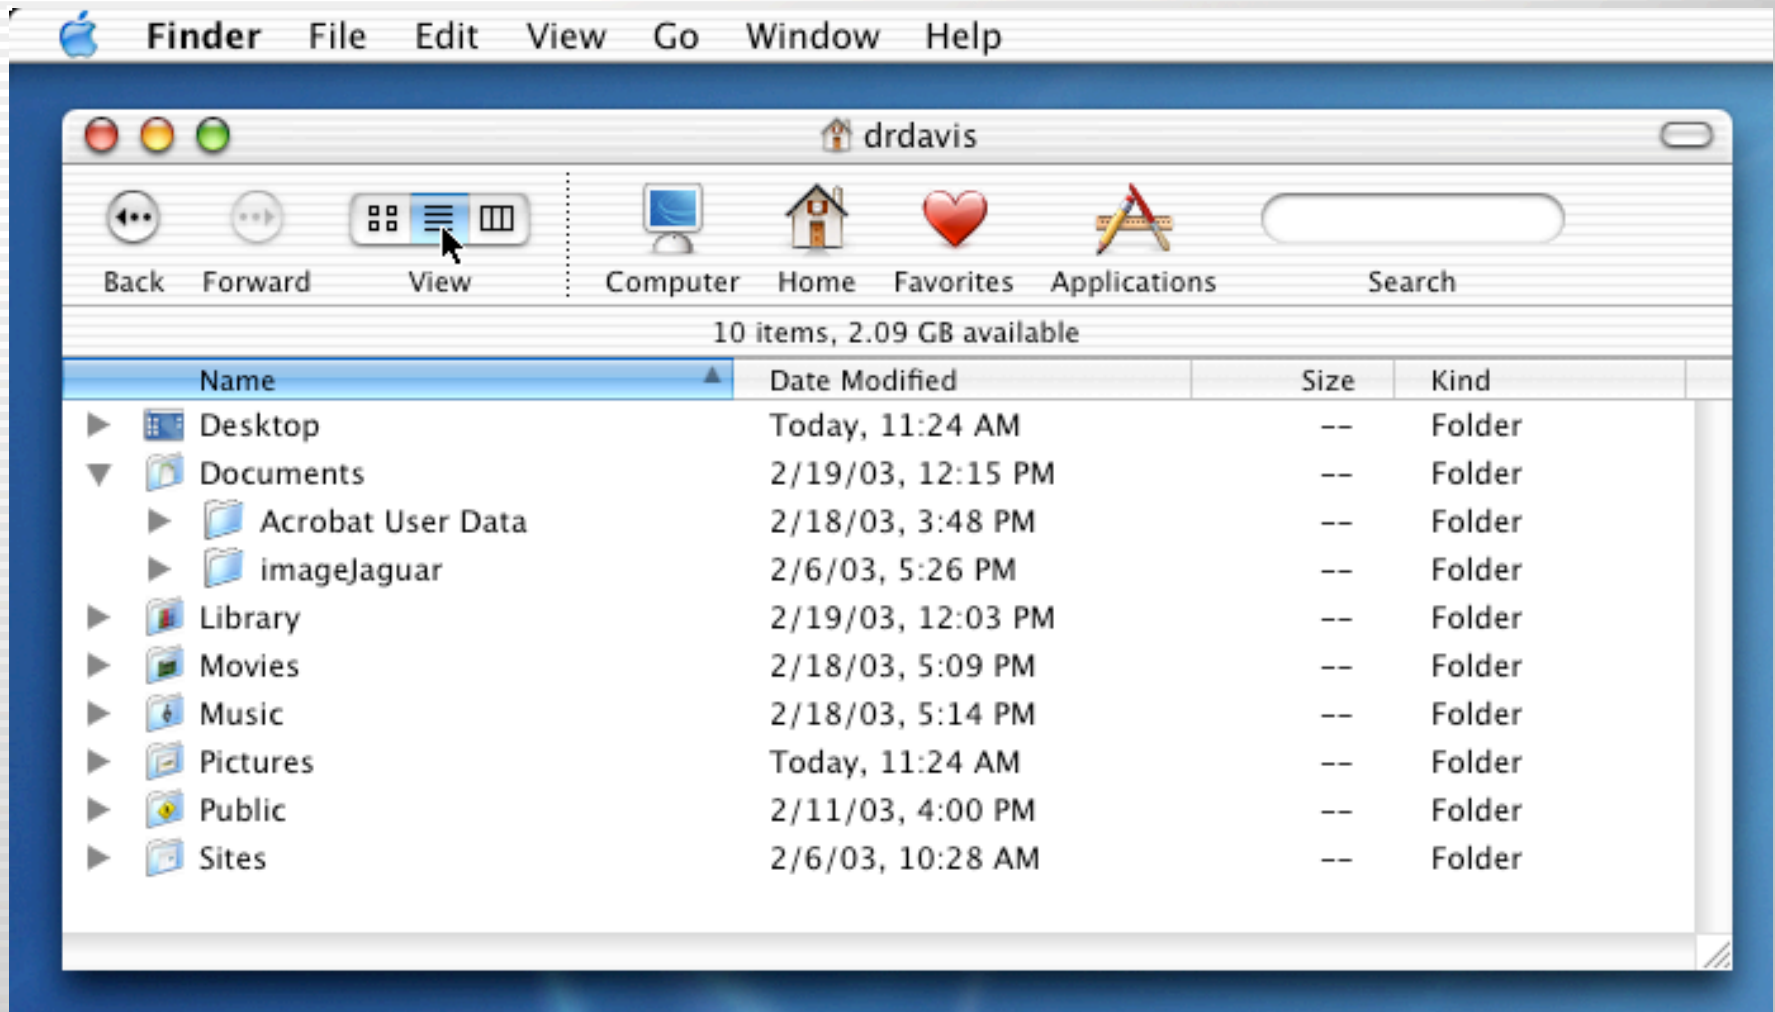 Finder File Edit View Go Window Help
drdavis
Back Forward View Computer Home Favorites Applications Search
10 items, 2.09 GB available
Name Date Modified Size Kind
Desktop Today, 11:24 AM -- Folder
Documents 2/19/03, 12:15 PM -- Folder
Acrobat User Data 2/18/03, 3:48 PM -- Folder
imageJaguar 2/6/03, 5:26 PM -- Folder
Library 2/19/03, 12:03 PM -- Folder
Movies 2/18/03, 5:09 PM -- Folder
Music 2/18/03, 5:14 PM -- Folder
Pictures Today, 11:24 AM -- Folder
Public 2/11/03, 4:00 PM -- Folder
Sites 2/6/03, 10:28 AM -- Folder